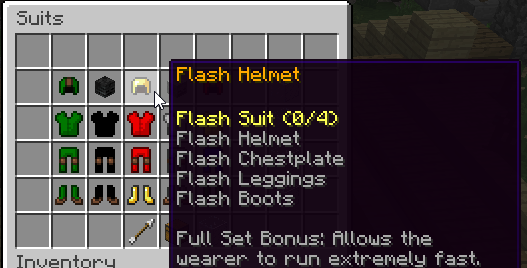 Suits
Flash Helmet
Flash Suit (0/4)
Flash Helmet
Flash Chestplate
Flash Leggings
Flash Boots
Full Set Bonus: Allows the
wearer to run extremely fast.
Inventory